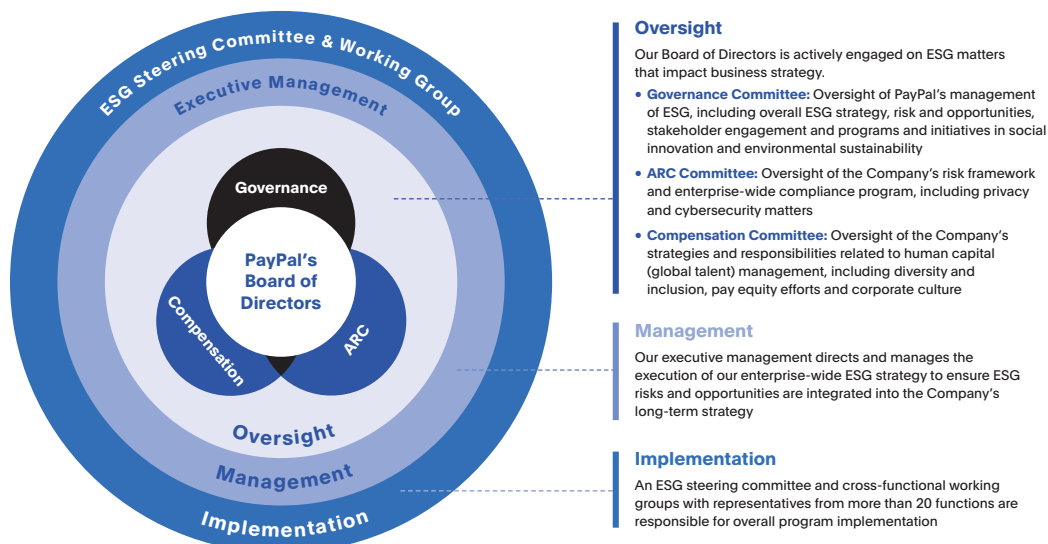 ESG Steering Committee & Working Group
Executive Management
Governance
PayPal's
Board of
Directors
Compensation
ARC
Oversight
Management
Implementation
Oversight
Our Board of Directors is actively engaged on ESG matters
that impact business strategy.
• Governance Committee: Oversight of PayPal's management
of ESG, including overall ESG strategy, risk and opportunities,
stakeholder engagement and programs and initiatives in social
innovation and environmental sustainability
• ARC Committee: Oversight of the Company's risk framework
and enterprise-wide compliance program, including privacy
and cybersecurity matters
• Compensation Committee: Oversight of the Company's
strategies and responsibilities related to human capital
(global talent) management, including diversity and
inclusion, pay equity efforts and corporate culture
Management
Our executive management directs and manages the
execution of our enterprise-wide ESG strategy to ensure ESG
risks and opportunities are integrated into the Company's
long-term strategy
Implementation
An ESG steering committee and cross-functional working
groups with representatives from more than 20 functions are
responsible for overall program implementation